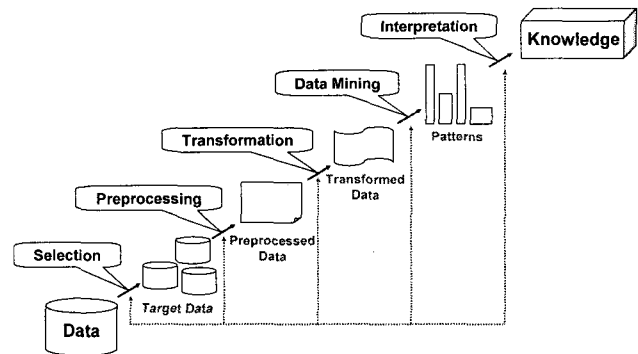 Interpretation
Knowledge
Data Mining
Patterns
Transformation
Transformed
Data
Preprocessing
Preprocessed
Data
Selection
Target Data
Data